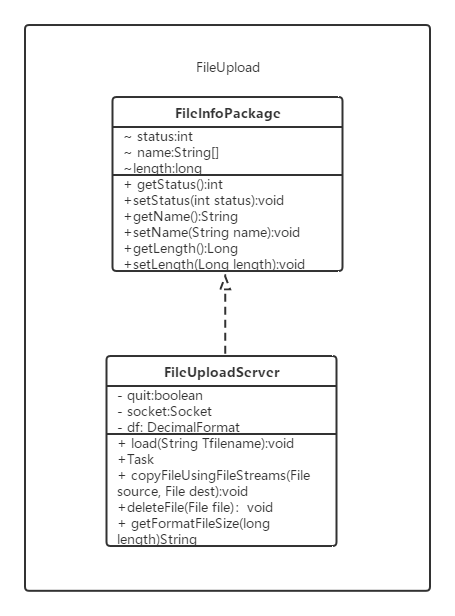 FileUpload
FileInfoPackage
~ status:int
~ name:String[]
~length:long
+ getStatus():int
+setStatus(int status):void
+getName():String
+setName(String name):void
+getLength():Long
+setLength(Long length):void
FileUploadServer
- quit:boolean
- socket:Socket
- df: DecimalFormat
+ load(String Tfilename):void
+Task
+ copyFileUsingFileStreams(File
source, File dest):void
+deleteFile(File file)：void
+ getFormatFileSize(long
length)String